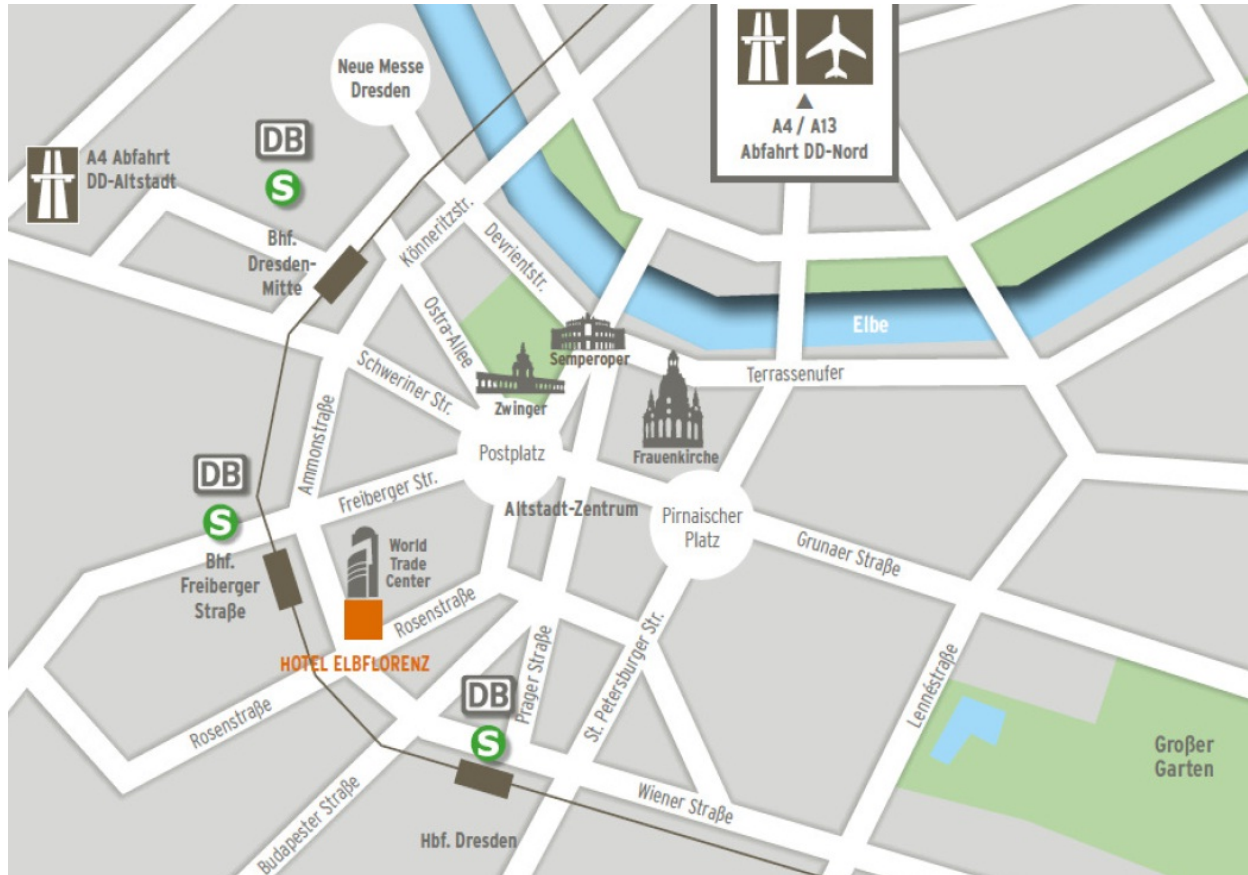 Neue Messe
Dresden
A4 / A13
Abfahrt DD-Nord
DB
S
A4 Abfahrt
DD-Altstadt
Bhf.
Dresden-
Mitte
Könneritzstr.
Devrientstr.
Ostra-Allee
Elbe
Semperoper
Terrassenufer
Schweriner Str.
Zwinger
Frauenkirche
Postplatz
Ammonstraße
DB
S
Freiberger Str.
Altstadt-Zentrum
Pirnaischer
Platz
Grunaer Straße
Bhf.
Freiberger
Straße
World
Trade
Center
Rosenstraße
HOTEL ELBFLORENZ
Rosenstraße
DB
S
Prager Straße
St. Petersburger Str.
Lennéstraße
Großer
Garten
Wiener Straße
Budapester Straße
Hbf. Dresden